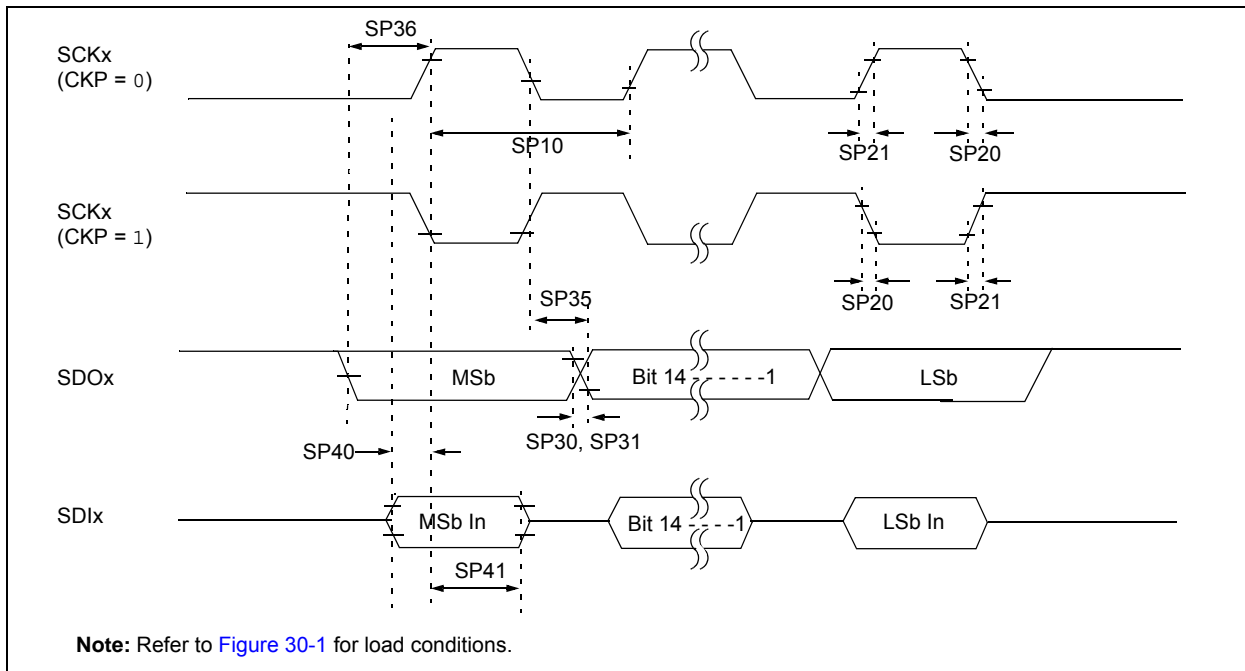 SP36
SCKx
(CKP = 0)
SP10
SP21
SP20
SCKx
(CKP = 1)
SP35
SP20
SP21
SDOx
MSb
Bit 14 - - - - - -1
LSb
SP30, SP31
SP40
SDIx
MSb In
Bit 14 - - - -1
LSb In
SP41
Note: Refer to Figure 30-1 for load conditions.